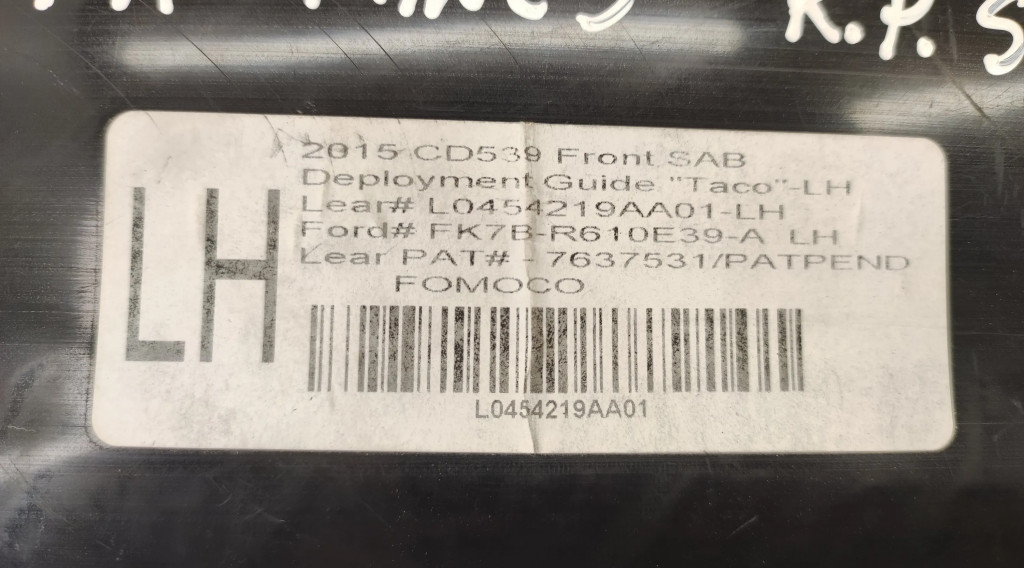 K.P. S
LH
2015 CD539 Front SAB
Deployment Guide "Taco"-LH
Lear# L0454219AA01-LH
Ford# FK7B-R610E39-A LH
Lear PAT# - 7637531/PATPEND
FOMOCO
L0454219AA01